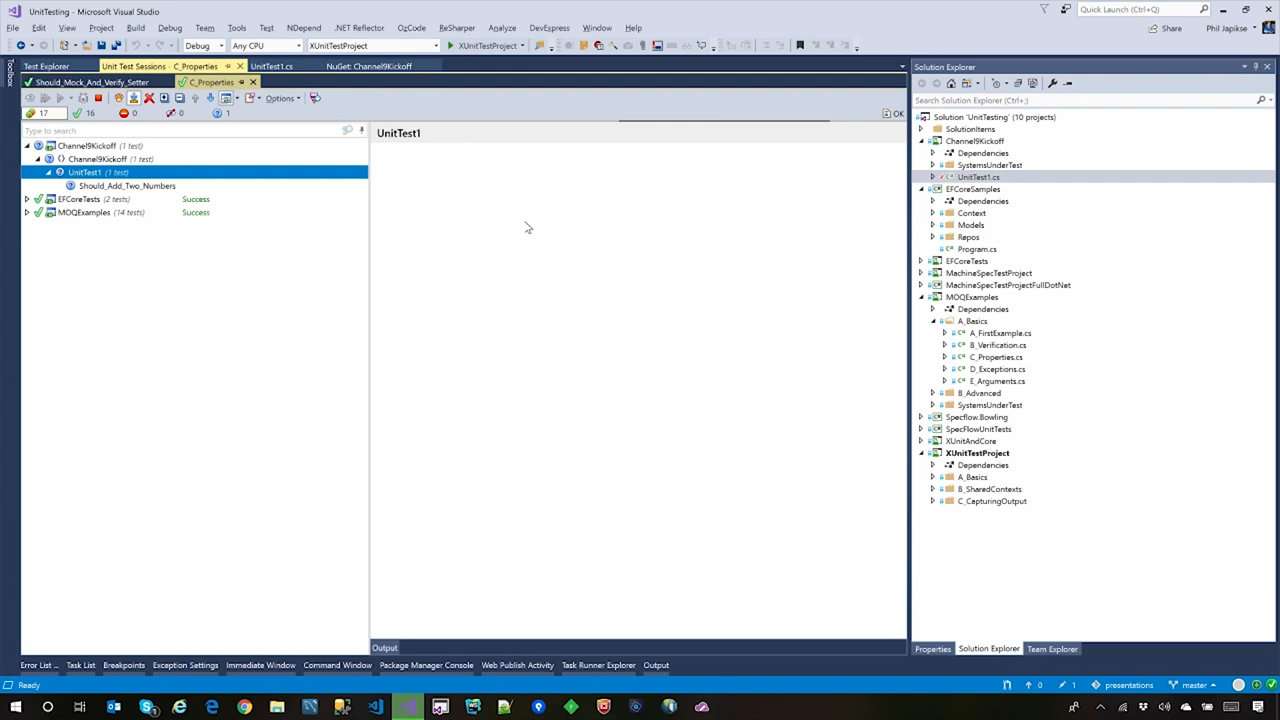 UnitTesting - Microsoft Visual Studio
Quick Launch (Ctrl+;)
File Edit View Project Build Debug Team Tools Test NDepend .NET Reflector OzCode ReSharper Analyze DevExpress Window Help
Share Phil Japikse
Debug Any CPU XUnitTestProject XUnitTestProject
Toolbox
Test Explorer Unit Test Sessions - C_Properties UnitTest1.cs NuGet: Channel9Kickoff
Should_Mock_And_Verify_Setter C_Properties
Options
17 16 0 0 1 OK
Type to search
UnitTest1
Channel9Kickoff (1 test)
Channel9Kickoff (1 test)
UnitTest1 (1 test)
Should_Add_Two_Numbers
EFCoreTests (2 tests) Success
MOQExamples (14 tests) Success
Output
Solution Explorer
Search Solution Explorer (Ctrl+;)
Solution 'UnitTesting' (10 projects)
SolutionItems
Channel9Kickoff
Dependencies
SystemsUnderTest
UnitTest1.cs
EFCoreSamples
Dependencies
Context
Models
Repos
Program.cs
EFCoreTests
MachineSpecTestProject
MachineSpecTestProjectFullDotNet
MOQExamples
Dependencies
A_Basics
A_FirstExample.cs
B_Verification.cs
C_Properties.cs
D_Exceptions.cs
E_Arguments.cs
B_Advanced
SystemsUnderTest
Specflow.Bowling
SpecFlowUnitTests
XUnitAndCore
XUnitTestProject
Dependencies
A_Basics
B_SharedContexts
C_CapturingOutput
Properties Solution Explorer Team Explorer
Error List ... Task List Breakpoints Exception Settings Immediate Window Command Window Package Manager Console Web Publish Activity Task Runner Explorer Output
Ready 0 1 presentations master